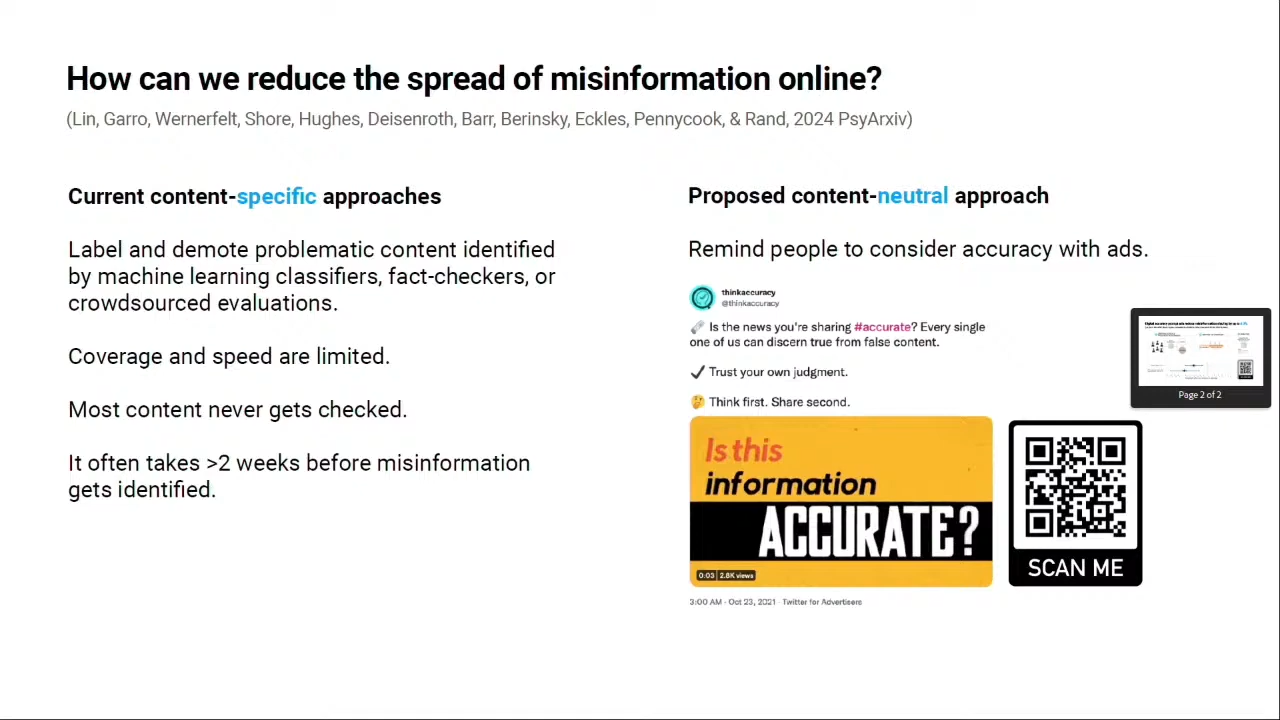 How can we reduce the spread of misinformation online?
(Lin, Garro, Wernerfelt, Shore, Hughes, Deisenroth, Barr, Berinsky, Eckles, Pennycook, & Rand, 2024 PsyArxiv)
Current content-specific approaches
Label and demote problematic content identified
by machine learning classifiers, fact-checkers, or
crowdsourced evaluations.
Coverage and speed are limited.
Most content never gets checked.
It often takes >2 weeks before misinformation
gets identified.
Proposed content-neutral approach
Remind people to consider accuracy with ads.
thinkaccuracy
@thinkaccuracy
🗞️ Is the news you're sharing #accurate? Every single
one of us can discern true from false content.
✔️ Trust your own judgment.
🤔 Think first. Share second.
Is this
information
ACCURATE?
0:03 2.8K views
3:00 AM · Oct 23, 2021 · Twitter for Advertisers
SCAN ME
Page 2 of 2